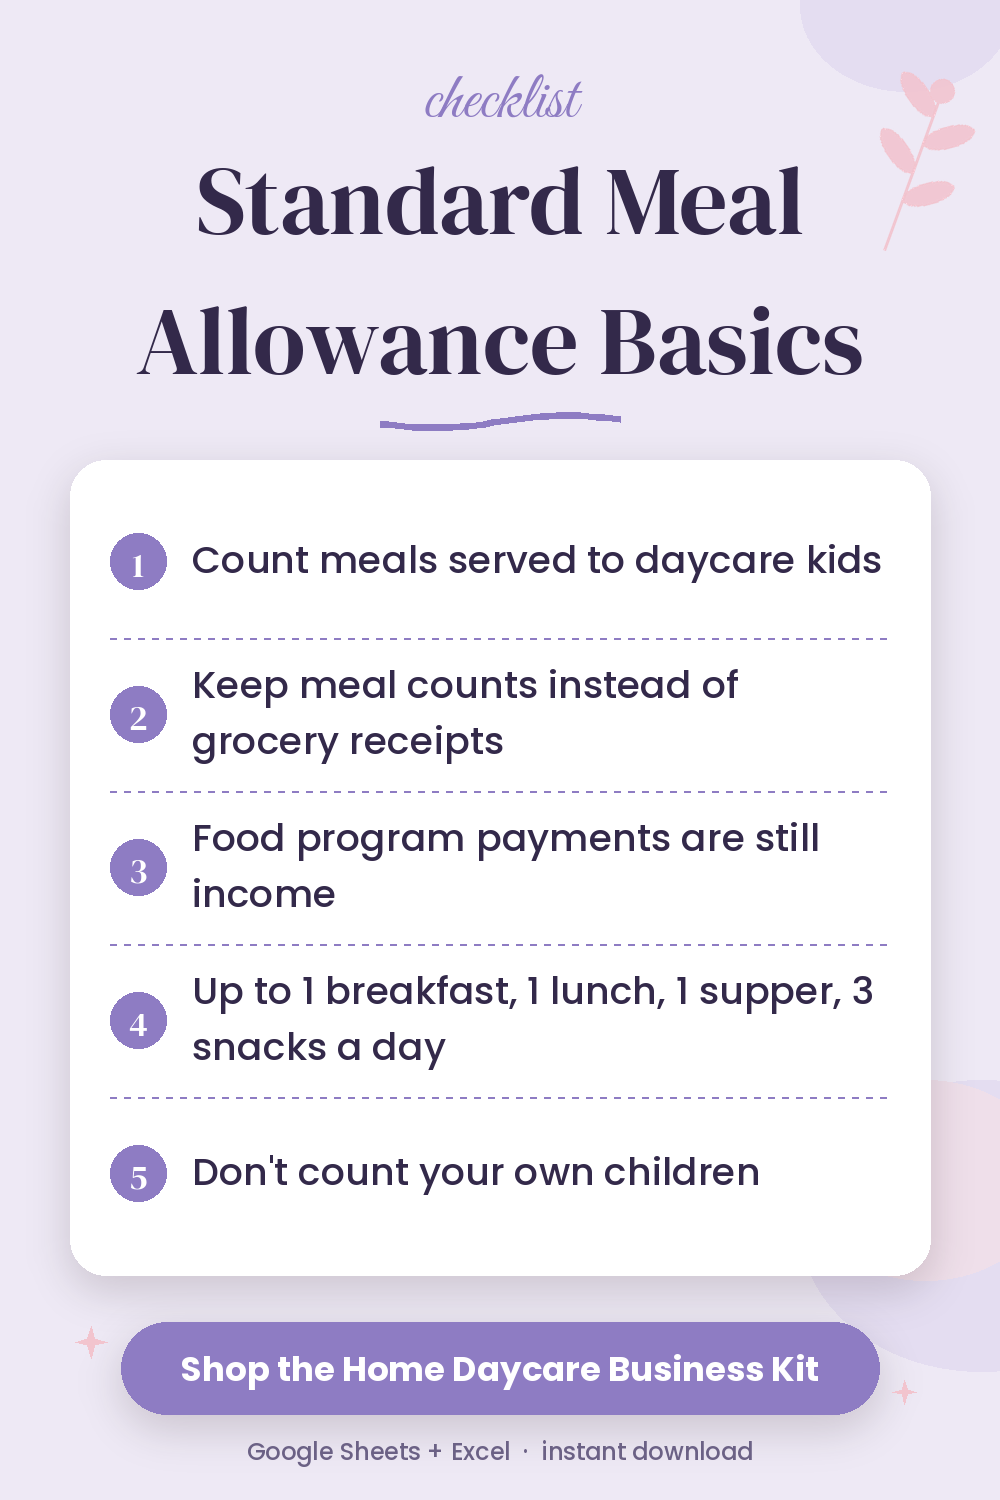 checklist
Standard Meal
Allowance Basics
1 Count meals served to daycare kids
2 Keep meal counts instead of
grocery receipts
3 Food program payments are still
income
4 Up to 1 breakfast, 1 lunch, 1 supper, 3
snacks a day
5 Don't count your own children
Shop the Home Daycare Business Kit
Google Sheets + Excel · instant download